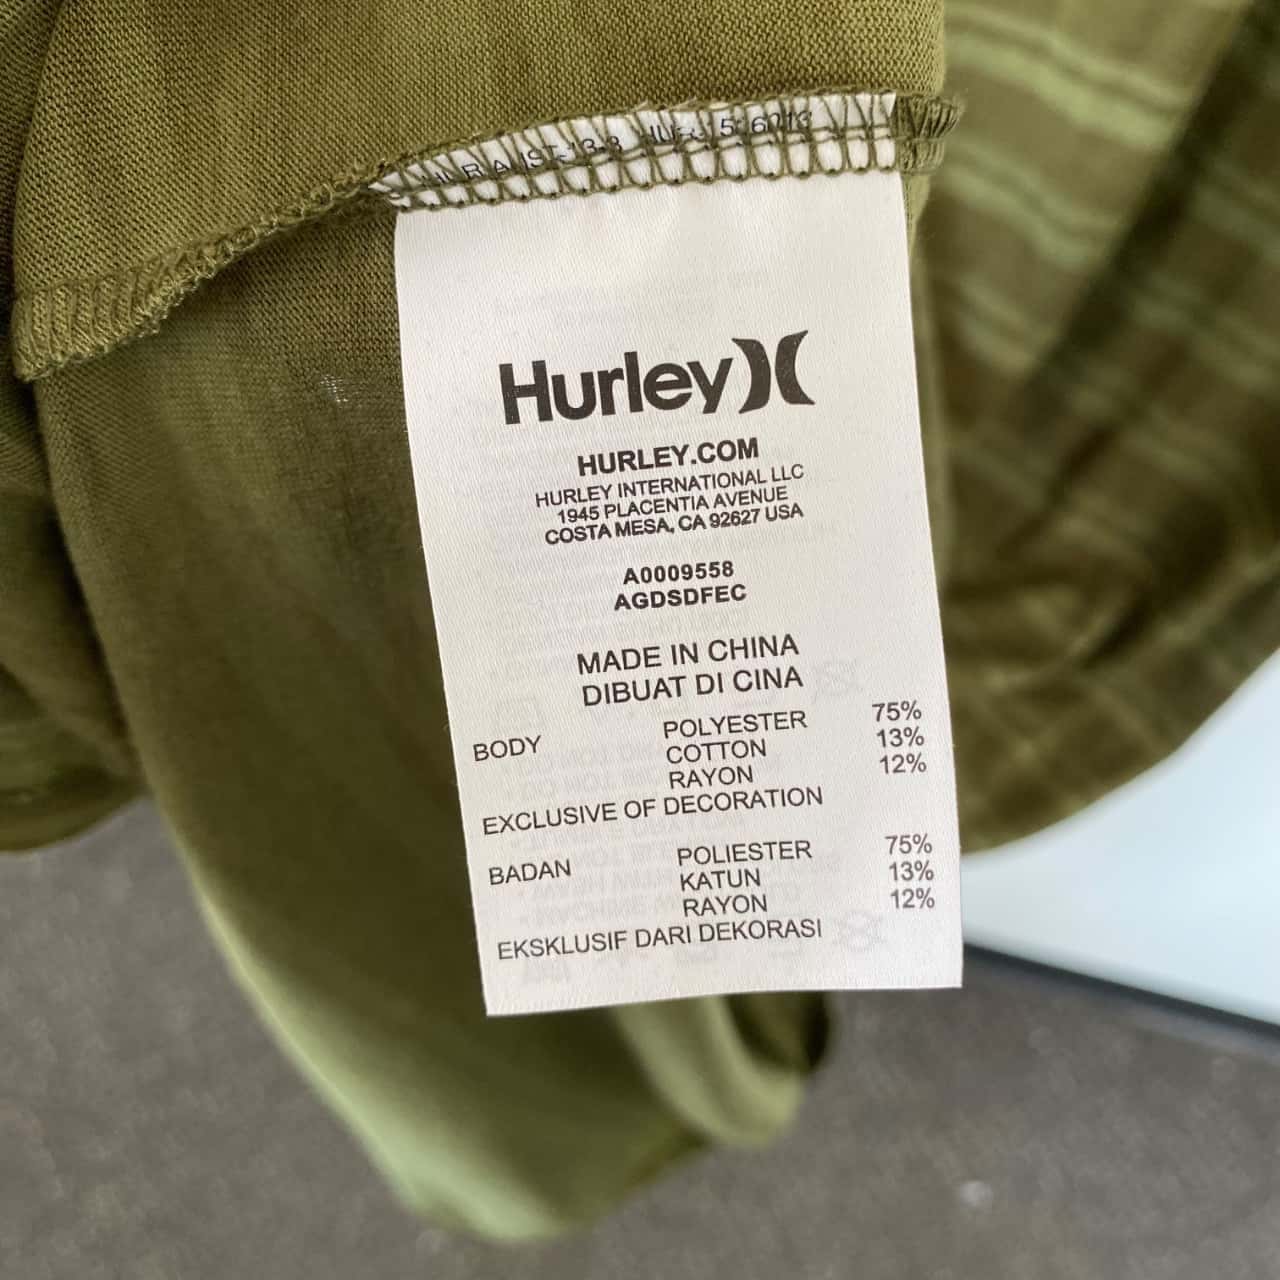 Hurley
HURLEY.COM
HURLEY INTERNATIONAL LLC
1945 PLACENTIA AVENUE
COSTA MESA, CA 92627 USA
A0009558
AGDSDFEC
MADE IN CHINA
DIBUAT DI CINA
BODY POLYESTER 75%
COTTON 13%
RAYON 12%
EXCLUSIVE OF DECORATION
BADAN POLIESTER 75%
KATUN 13%
RAYON 12%
EKSKLUSIF DARI DEKORASI